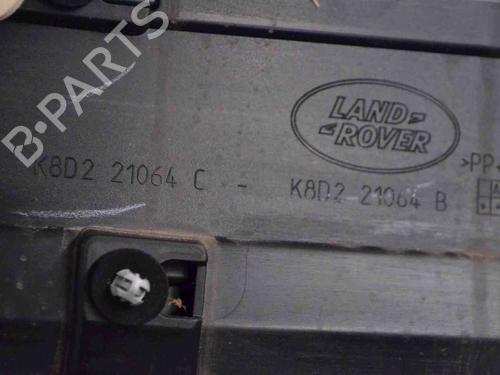 B-PARTS
LAND
ROVER
K8D2 21064 C - K8D2 21064 B
>PP+